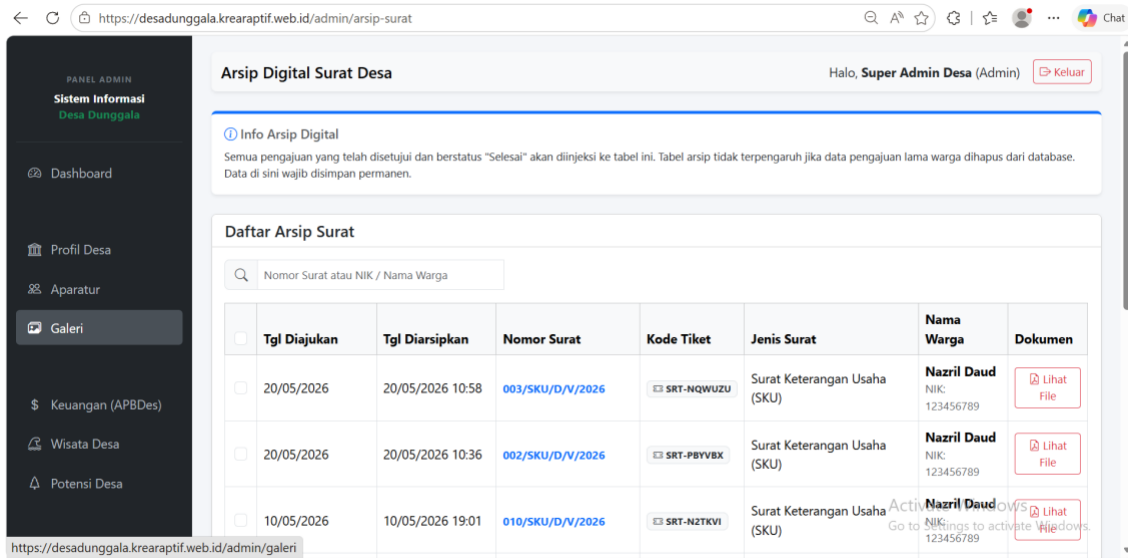 https://desadunggala.krearaptif.web.id/admin/arsip-surat
Chat
PANEL ADMIN
Sistem Informasi
Desa Dunggala
Dashboard
Profil Desa
Aparatur
Galeri
Keuangan (APBDes)
Wisata Desa
Potensi Desa
https://desadunggala.krearaptif.web.id/admin/galeri
Arsip Digital Surat Desa
Halo, Super Admin Desa (Admin)
Keluar
Info Arsip Digital
Semua pengajuan yang telah disetujui dan berstatus "Selesai" akan diinjeksi ke tabel ini. Tabel arsip tidak terpengaruh jika data pengajuan lama warga dihapus dari database.
Data di sini wajib disimpan permanen.
Daftar Arsip Surat
Nomor Surat atau NIK / Nama Warga
Tgl Diajukan Tgl Diarsipkan Nomor Surat Kode Tiket Jenis Surat Nama Warga Dokumen
20/05/2026 20/05/2026 10:58 003/SKU/D/V/2026 SRT-NQWUZU Surat Keterangan Usaha (SKU) Nazril Daud NIK: 123456789 Lihat File
20/05/2026 20/05/2026 10:36 002/SKU/D/V/2026 SRT-PBYVBX Surat Keterangan Usaha (SKU) Nazril Daud NIK: 123456789 Lihat File
10/05/2026 10/05/2026 19:01 010/SKU/D/V/2026 SRT-N2TKVI Surat Keterangan Usaha (SKU) Nazril Daud NIK: 123456789 Lihat File
Activate Windows
Go to Settings to activate Windows.